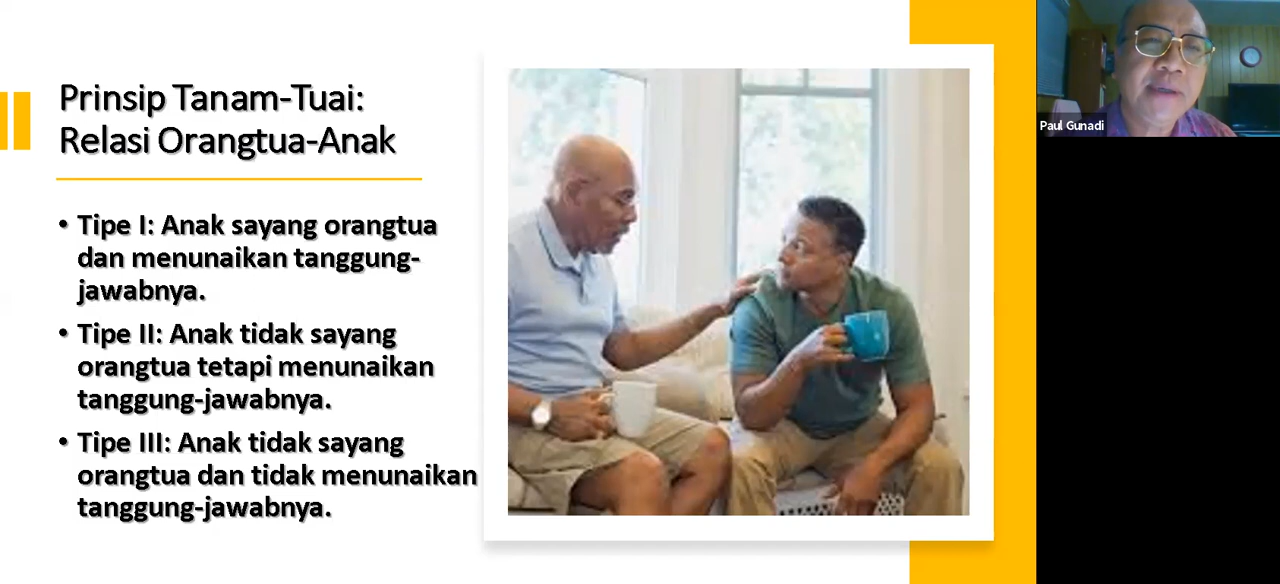 Prinsip Tanam-Tuai:
Relasi Orangtua-Anak
• Tipe I: Anak sayang orangtua
dan menunaikan tanggung-
jawabnya.
• Tipe II: Anak tidak sayang
orangtua tetapi menunaikan
tanggung-jawabnya.
• Tipe III: Anak tidak sayang
orangtua dan tidak menunaikan
tanggung-jawabnya.
Paul Gunadi